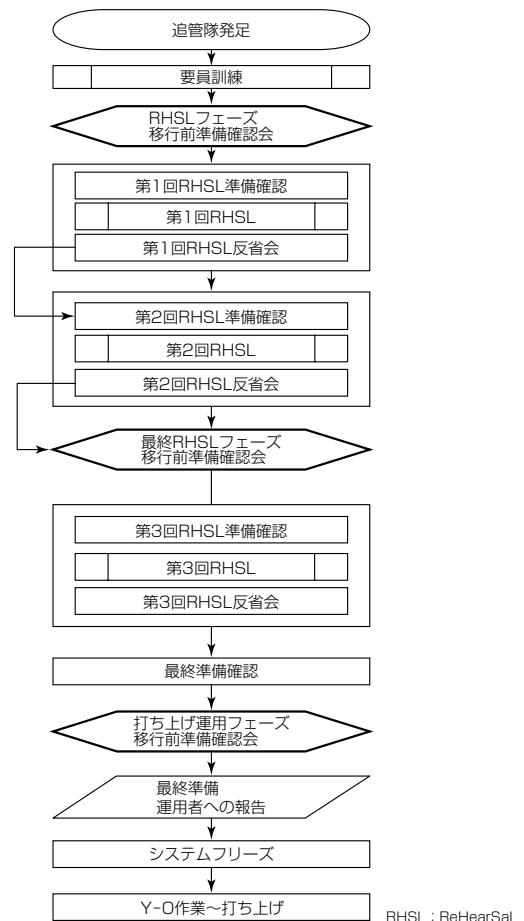 追管隊発足
要員訓練
RHSLフェーズ
移行前準備確認会
第1回RHSL準備確認
第1回RHSL
第1回RHSL反省会
第2回RHSL準備確認
第2回RHSL
第2回RHSL反省会
最終RHSLフェーズ
移行前準備確認会
第3回RHSL準備確認
第3回RHSL
第3回RHSL反省会
最終準備確認
打ち上げ運用フェーズ
移行前準備確認会
最終準備
運用者への報告
システムフリーズ
Y-0作業～打ち上げ
RHSL：ReHearSal